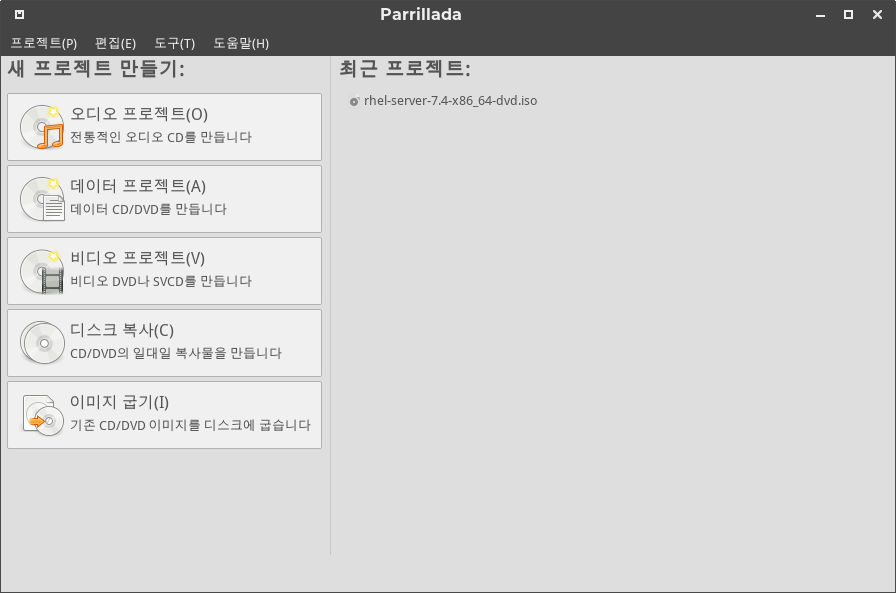 Parrillada
프로젝트(P) 편집(E) 도구(T) 도움말(H)
새 프로젝트 만들기:
오디오 프로젝트(O)
전통적인 오디오 CD를 만듭니다
데이터 프로젝트(A)
데이터 CD/DVD를 만듭니다
비디오 프로젝트(V)
비디오 DVD나 SVCD를 만듭니다
디스크 복사(C)
CD/DVD의 일대일 복사물을 만듭니다
이미지 굽기(I)
기존 CD/DVD 이미지를 디스크에 굽습니다
최근 프로젝트:
rhel-server-7.4-x86_64-dvd.iso